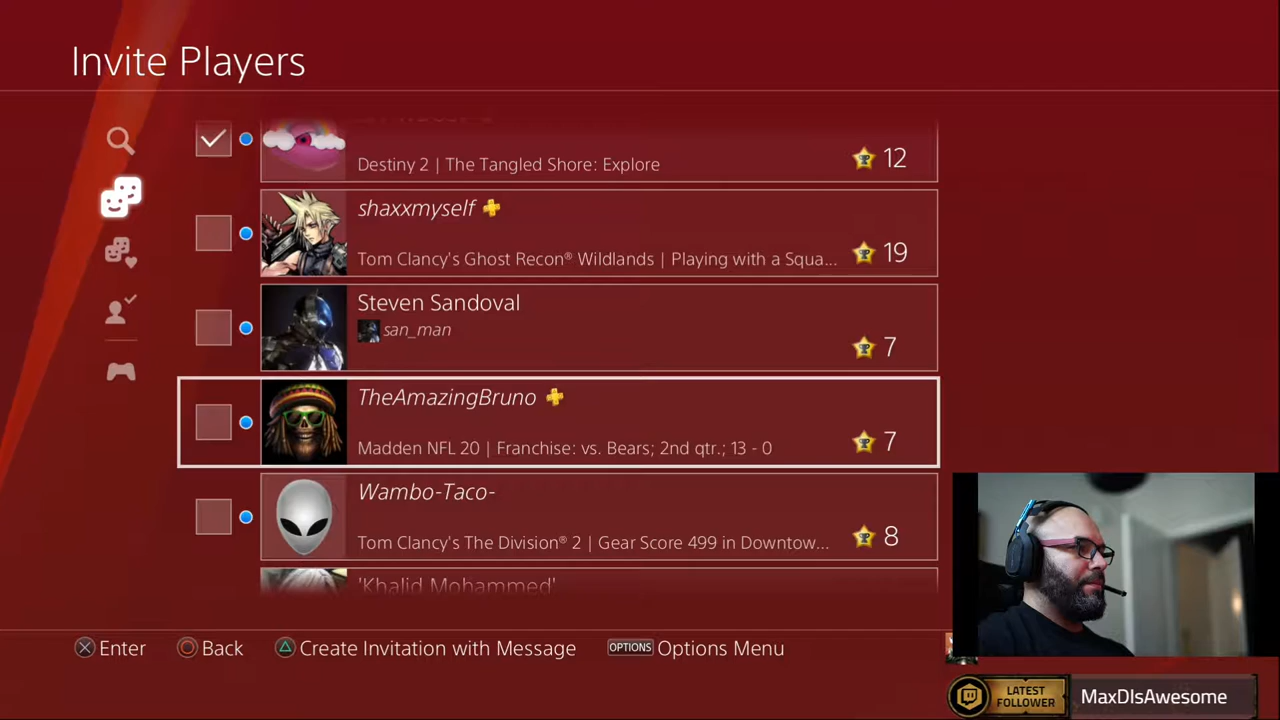 Invite Players
Destiny 2 | The Tangled Shore: Explore
12
shaxxmyself
Tom Clancy's Ghost Recon® Wildlands | Playing with a Squa...
19
Steven Sandoval
san_man
7
TheAmazingBruno
Madden NFL 20 | Franchise: vs. Bears; 2nd qtr.; 13 - 0
7
Wambo-Taco-
Tom Clancy's The Division® 2 | Gear Score 499 in Downtow...
8
'Khalid Mohammed'
Enter
Back
Create Invitation with Message
OPTIONS
Options Menu
LATEST
FOLLOWER
MaxDIsAwesome